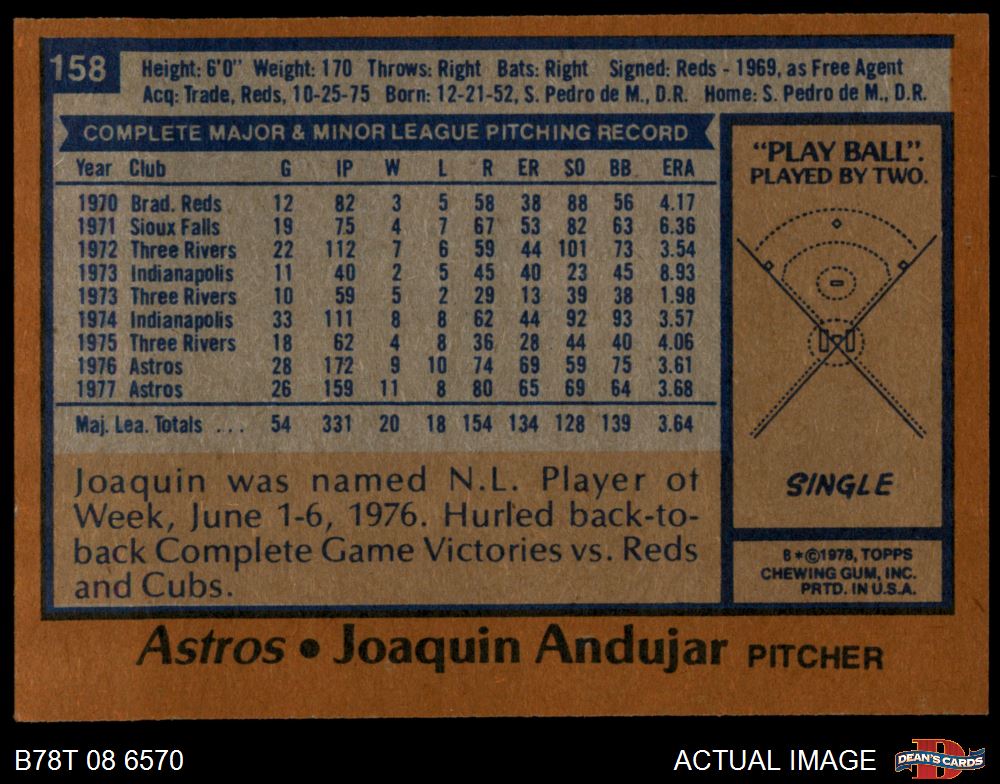 158
Height: 6'0" Weight: 170 Throws: Right Bats: Right Signed: Reds - 1969, as Free Agent
Acq: Trade, Reds, 10-25-75 Born: 12-21-52, S. Pedro de M., D.R. Home: S. Pedro de M., D.R.
COMPLETE MAJOR & MINOR LEAGUE PITCHING RECORD
Year Club G IP W L R ER SO BB ERA
1970 Brad. Reds 12 82 3 5 58 38 88 56 4.17
1971 Sioux Falls 19 75 4 7 67 53 82 63 6.36
1972 Three Rivers 22 112 7 6 59 44 101 73 3.54
1973 Indianapolis 11 40 2 5 45 40 23 45 8.93
1973 Three Rivers 10 59 5 2 29 13 39 38 1.98
1974 Indianapolis 33 111 8 8 62 44 92 93 3.57
1975 Three Rivers 18 62 4 8 36 28 44 40 4.06
1976 Astros 28 172 9 10 74 69 59 75 3.61
1977 Astros 26 159 11 8 80 65 69 64 3.68
Maj. Lea. Totals ... 54 331 20 18 154 134 128 139 3.64
Joaquin was named N.L. Player of
Week, June 1-6, 1976. Hurled back-to-
back Complete Game Victories vs. Reds
and Cubs.
"PLAY BALL".
PLAYED BY TWO.
SINGLE
B*©1978, TOPPS
CHEWING GUM, INC.
PRTD. IN U.S.A.
Astros • Joaquin Andujar PITCHER
B78T 08 6570
ACTUAL IMAGE
D
DEAN'S CARDS